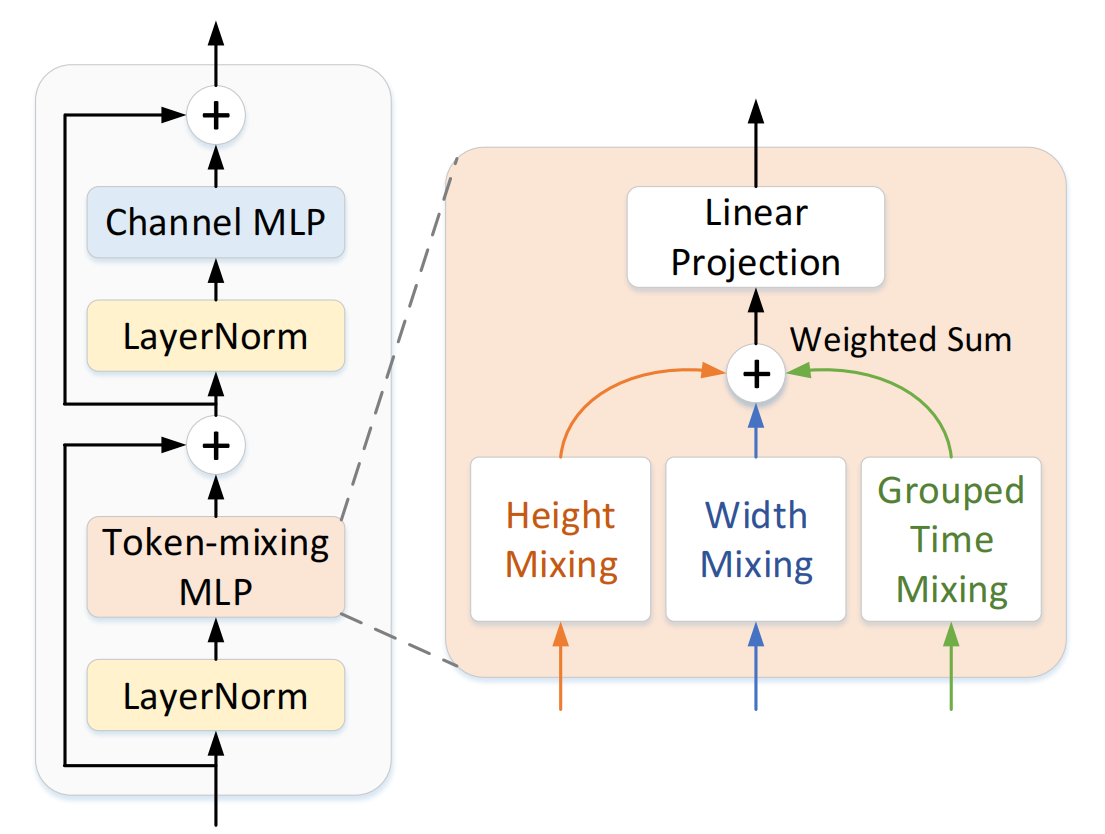 Channel MLP
LayerNorm
Token-mixing
MLP
LayerNorm
Linear
Projection
Weighted Sum
Height
Mixing
Width
Mixing
Grouped
Time
Mixing